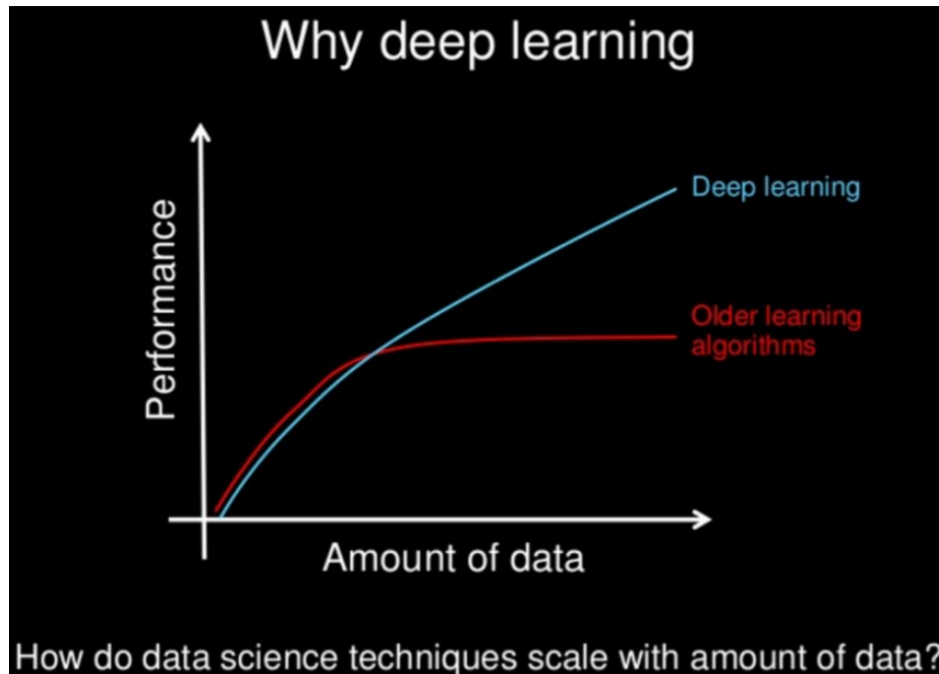 Why deep learning
Performance
Deep learning
Older learning
algorithms
Amount of data
How do data science techniques scale with amount of data?